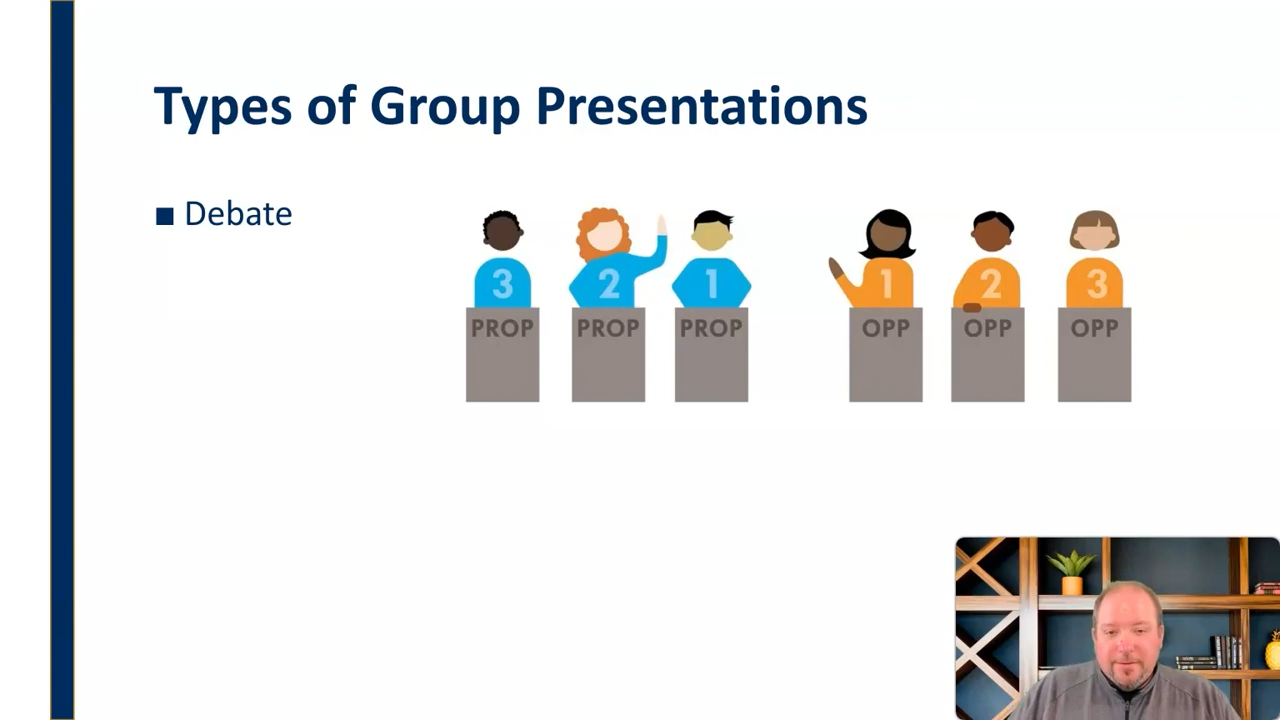 Types of Group Presentations
■ Debate
3 2 1 1 2 3
PROP PROP PROP OPP OPP OPP